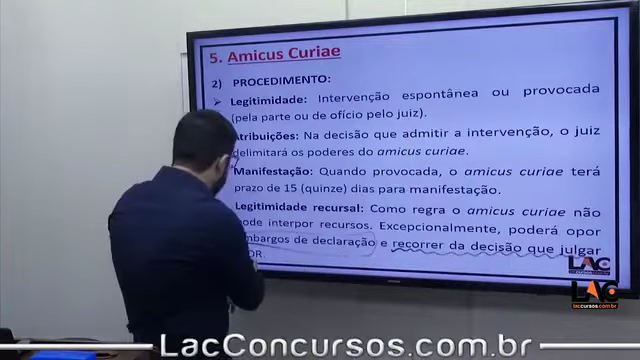 5. Amicus Curiae
2) PROCEDIMENTO:
Legitimidade: Intervenção espontânea ou provocada
(pela parte ou de ofício pelo juiz).
Atribuições: Na decisão que admitir a intervenção, o juiz
delimitará os poderes do amicus curiae.
Manifestação: Quando provocada, o amicus curiae terá
prazo de 15 (quinze) dias para manifestação.
Legitimidade recursal: Como regra o amicus curiae não
pode interpor recursos. Excepcionalmente, poderá opor
embargos de declaração e recorrer da decisão que julgar
LAC
LAC
laccursos.com.br
LacConcursos.com.br